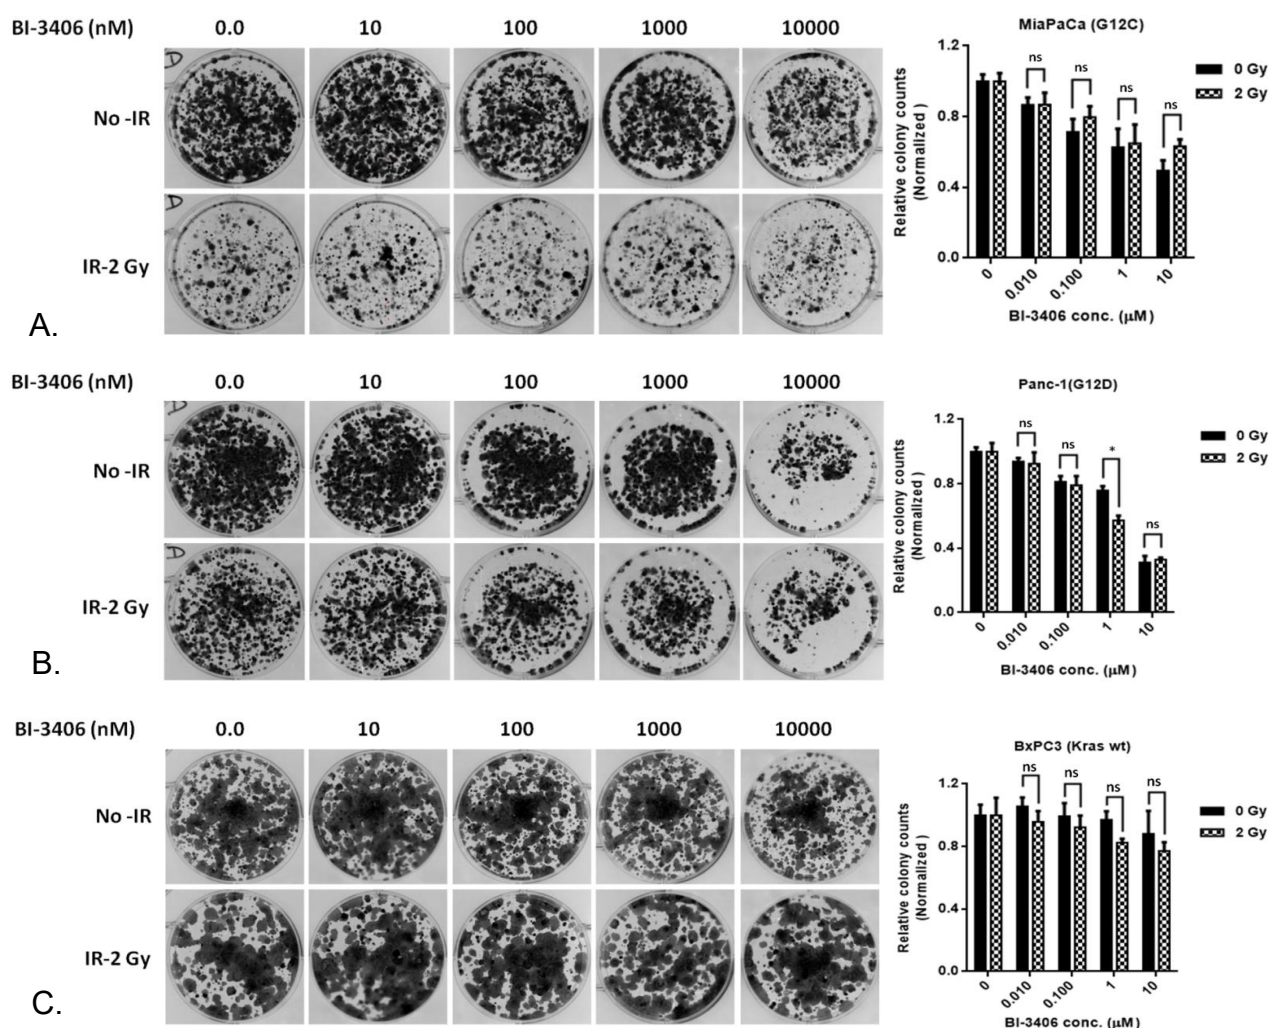 BI-3406 (nM) 0.0 10 100 1000 10000
No -IR
D
IR-2 Gy
D
A.
MiaPaCa (G12C)
1.2
0.8
0.4
0.0
Relative colony counts
(Normalized )
ns ns ns ns
0 Gy
2 Gy
0 0.010 0.100 1 10
BI-3406 conc. (µM)
BI-3406 (nM) 0.0 10 100 1000 10000
No -IR
IR-2 Gy
D
B.
Panc-1(G12D)
1.2
0.8
0.4
0.0
Relative colony counts
(Normalized )
ns ns * ns
0 Gy
2 Gy
0 0.010 0.100 1 10
BI-3406 conc. (µM)
BI-3406 (nM) 0.0 10 100 1000 10000
No -IR
IR-2 Gy
C.
BxPC3 (Kras wt)
1.2
0.8
0.4
0.0
Relative colony counts
(Normalized )
ns ns ns ns
0 Gy
2 Gy
0 0.010 0.100 1 10
BI-3406 conc. (µM)